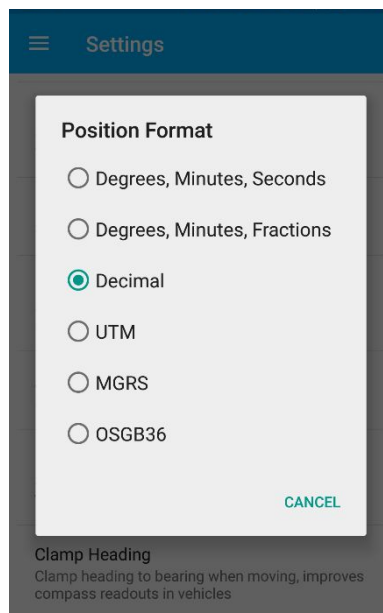 Settings
Position Format
Degrees, Minutes, Seconds
Degrees, Minutes, Fractions
Decimal
UTM
MGRS
OSGB36
CANCEL
Clamp Heading
Clamp heading to bearing when moving, improves
compass readouts in vehicles